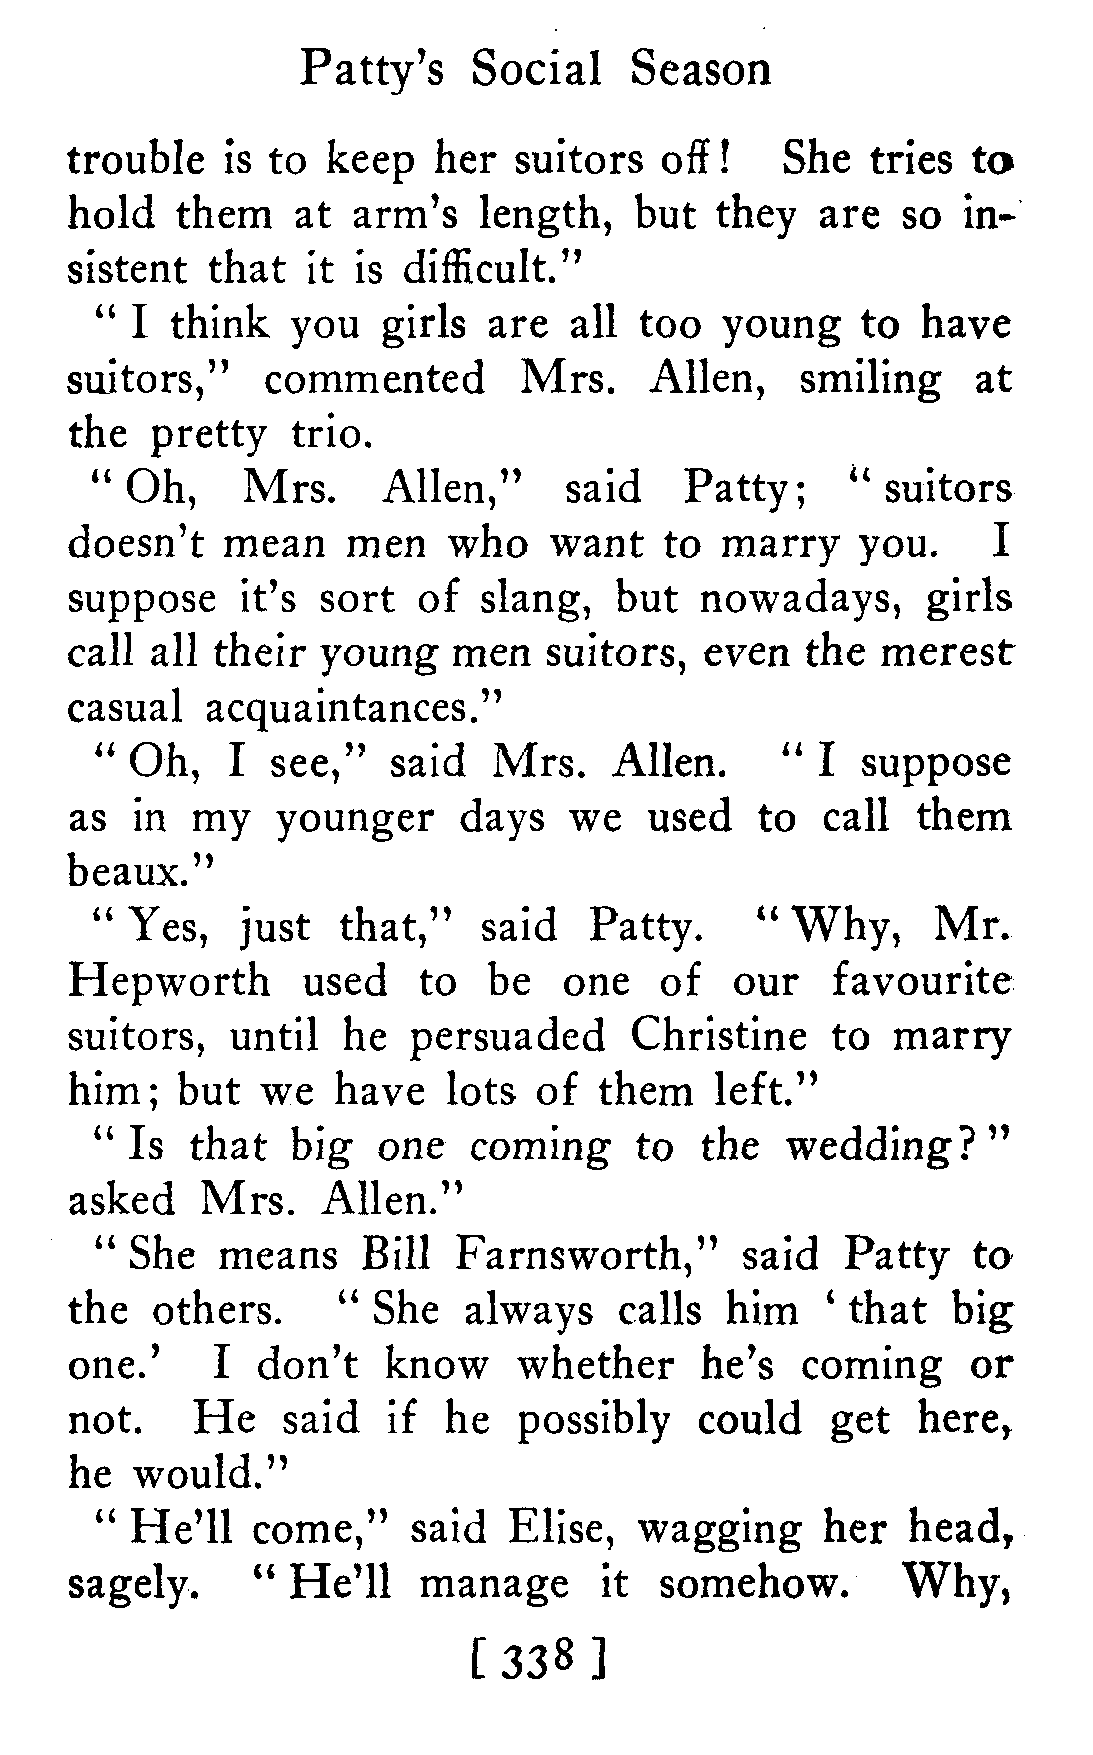 Patty's Social Season
trouble is to keep her suitors off! She tries to
hold them at arm's length, but they are so in-
sistent that it is difficult."
" I think you girls are all too young to have
suitors," commented Mrs. Allen, smiling at
the pretty trio.
" Oh, Mrs. Allen," said Patty; " suitors
doesn't mean men who want to marry you. I
suppose it's sort of slang, but nowadays, girls
call all their young men suitors, even the merest
casual acquaintances."
" Oh, I see," said Mrs. Allen. " I suppose
as in my younger days we used to call them
beaux."
" Yes, just that," said Patty. " Why, Mr.
Hepworth used to be one of our favourite
suitors, until he persuaded Christine to marry
him; but we have lots of them left."
" Is that big one coming to the wedding? "
asked Mrs. Allen."
" She means Bill Farnsworth," said Patty to
the others. " She always calls him ' that big
one.' I don't know whether he's coming or
not. He said if he possibly could get here,
he would."
" He'll come," said Elise, wagging her head,
sagely. " He'll manage it somehow. Why,
[ 338 ]